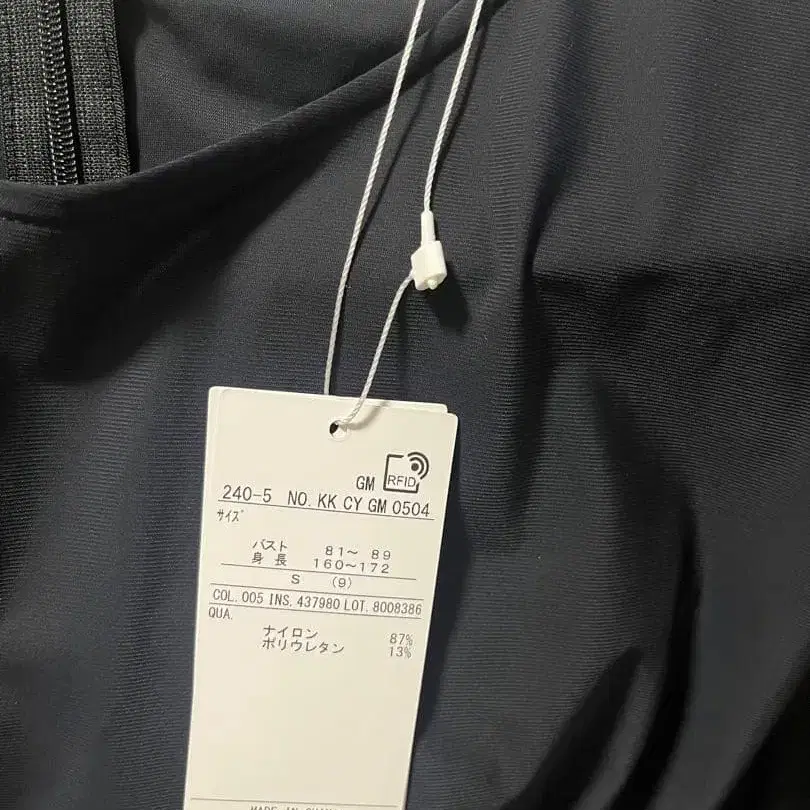 GM RFID
240-5 NO. KK CY GM 0504
サイズ
バスト 81～ 89
身長 160～172
S (9)
COL. 005 INS. 437980 LOT. 8008386
QUA.
ナイロン 87%
ポリウレタン 13%
MADE IN